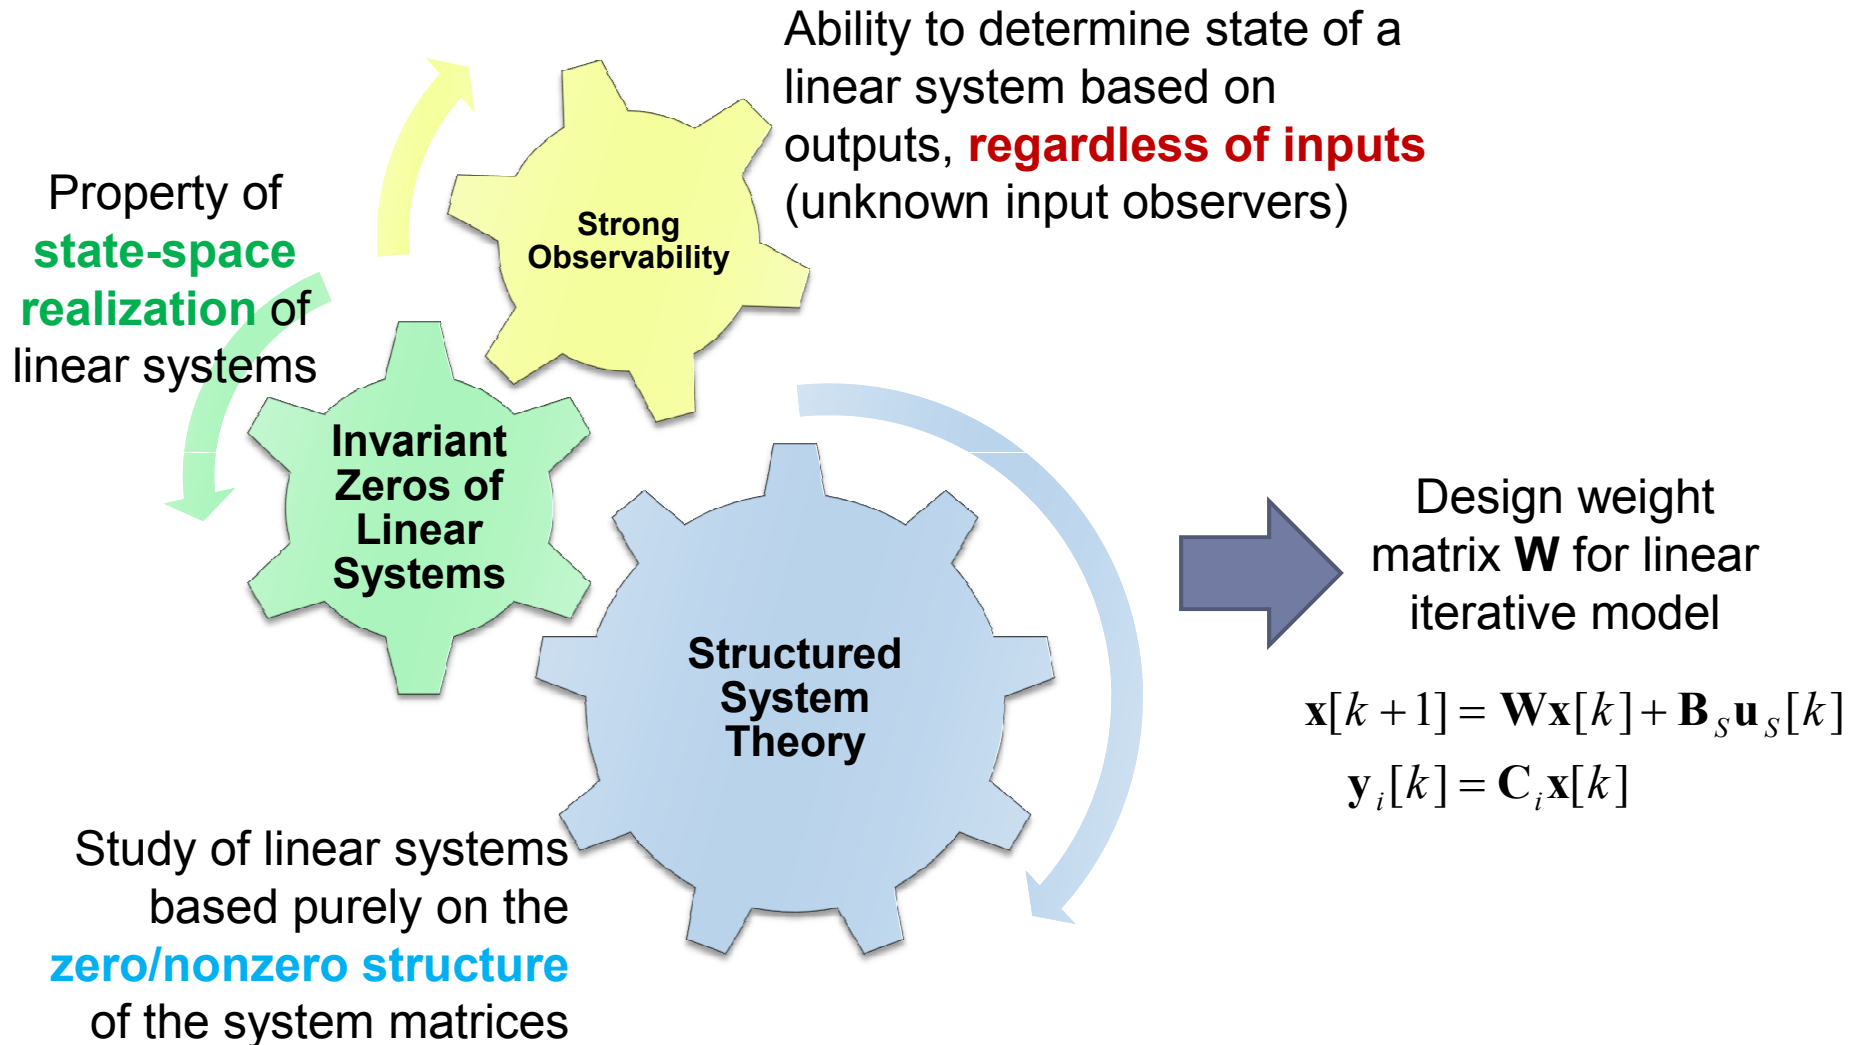 Ability to determine state of a
linear system based on
outputs, regardless of inputs
(unknown input observers)
Property of
state-space
realization of
linear systems
Strong
Observability
Invariant
Zeros of
Linear
Systems
Structured
System
Theory
Design weight
matrix W for linear
iterative model
x[k+1] = Wx[k] + B_S u_S[k]
y_i[k] = C_i x[k]
Study of linear systems
based purely on the
zero/nonzero structure
of the system matrices